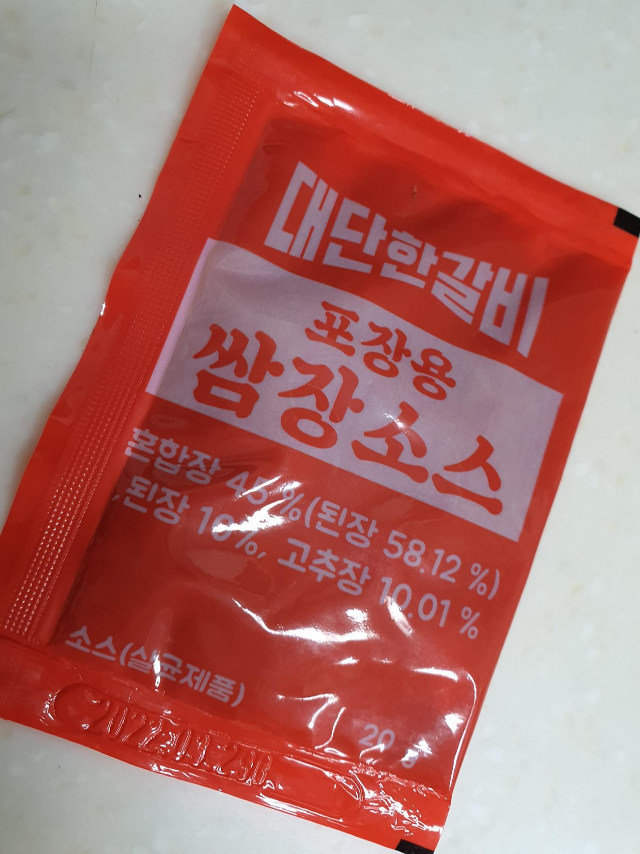 대단한갈비
포장용
쌈장소스
혼합장 45 %(된장 58.12 %)
,된장 10%, 고추장 10.01 %
소스(살균제품)
20 g